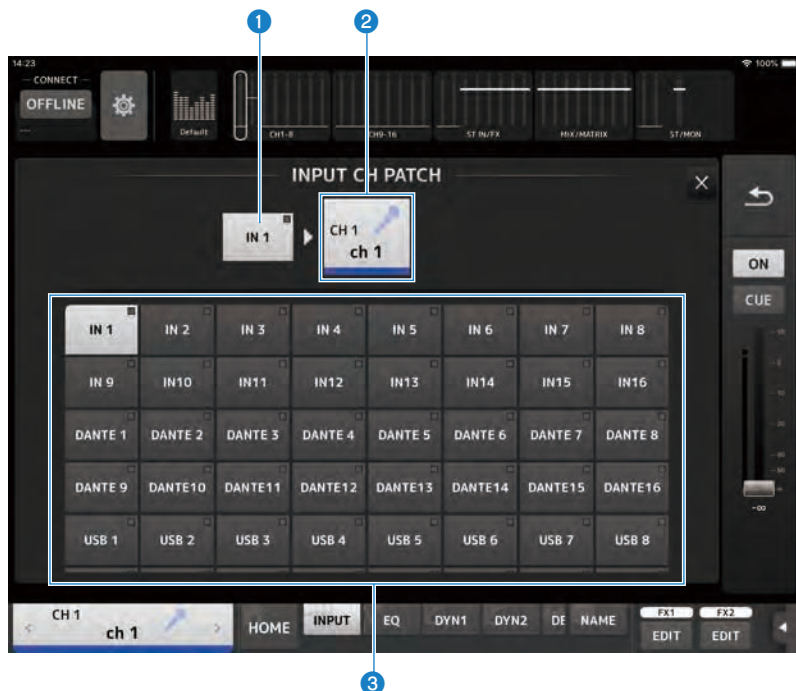 1 2
14:23 100%
CONNECT
OFFLINE
---
Default CH1-8 CH9-16 ST IN/FX MIX/MATRIX ST/MON
INPUT CH PATCH
IN 1 CH 1
ch 1
ON
CUE
IN 1 IN 2 IN 3 IN 4 IN 5 IN 6 IN 7 IN 8
IN 9 IN10 IN11 IN12 IN13 IN14 IN15 IN16
DANTE 1 DANTE 2 DANTE 3 DANTE 4 DANTE 5 DANTE 6 DANTE 7 DANTE 8
DANTE 9 DANTE10 DANTE11 DANTE12 DANTE13 DANTE14 DANTE15 DANTE16
USB 1 USB 2 USB 3 USB 4 USB 5 USB 6 USB 7 USB 8
-∞
CH 1
ch 1
HOME INPUT EQ DYN1 DYN2 DE NAME
FX1 FX2
EDIT EDIT
3